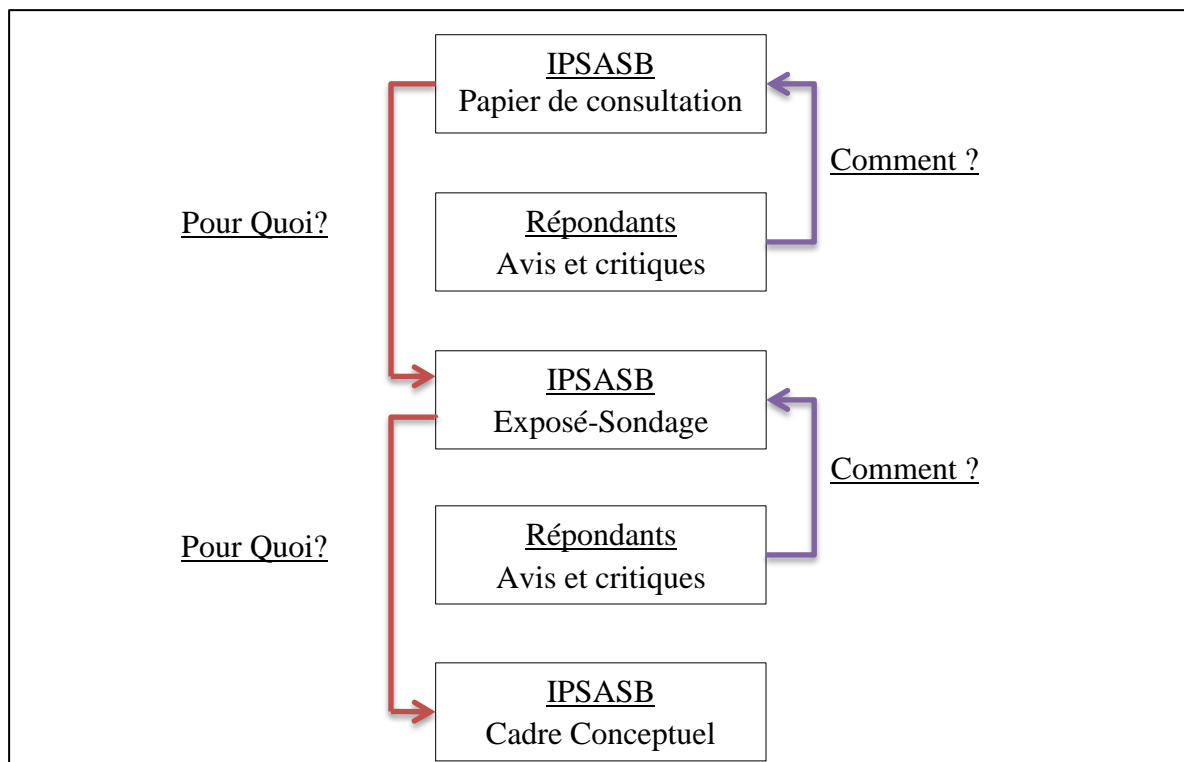 IPSASB
Papier de consultation
Comment ?
Pour Quoi?
Répondants
Avis et critiques
IPSASB
Exposé-Sondage
Comment ?
Pour Quoi?
Répondants
Avis et critiques
IPSASB
Cadre Conceptuel